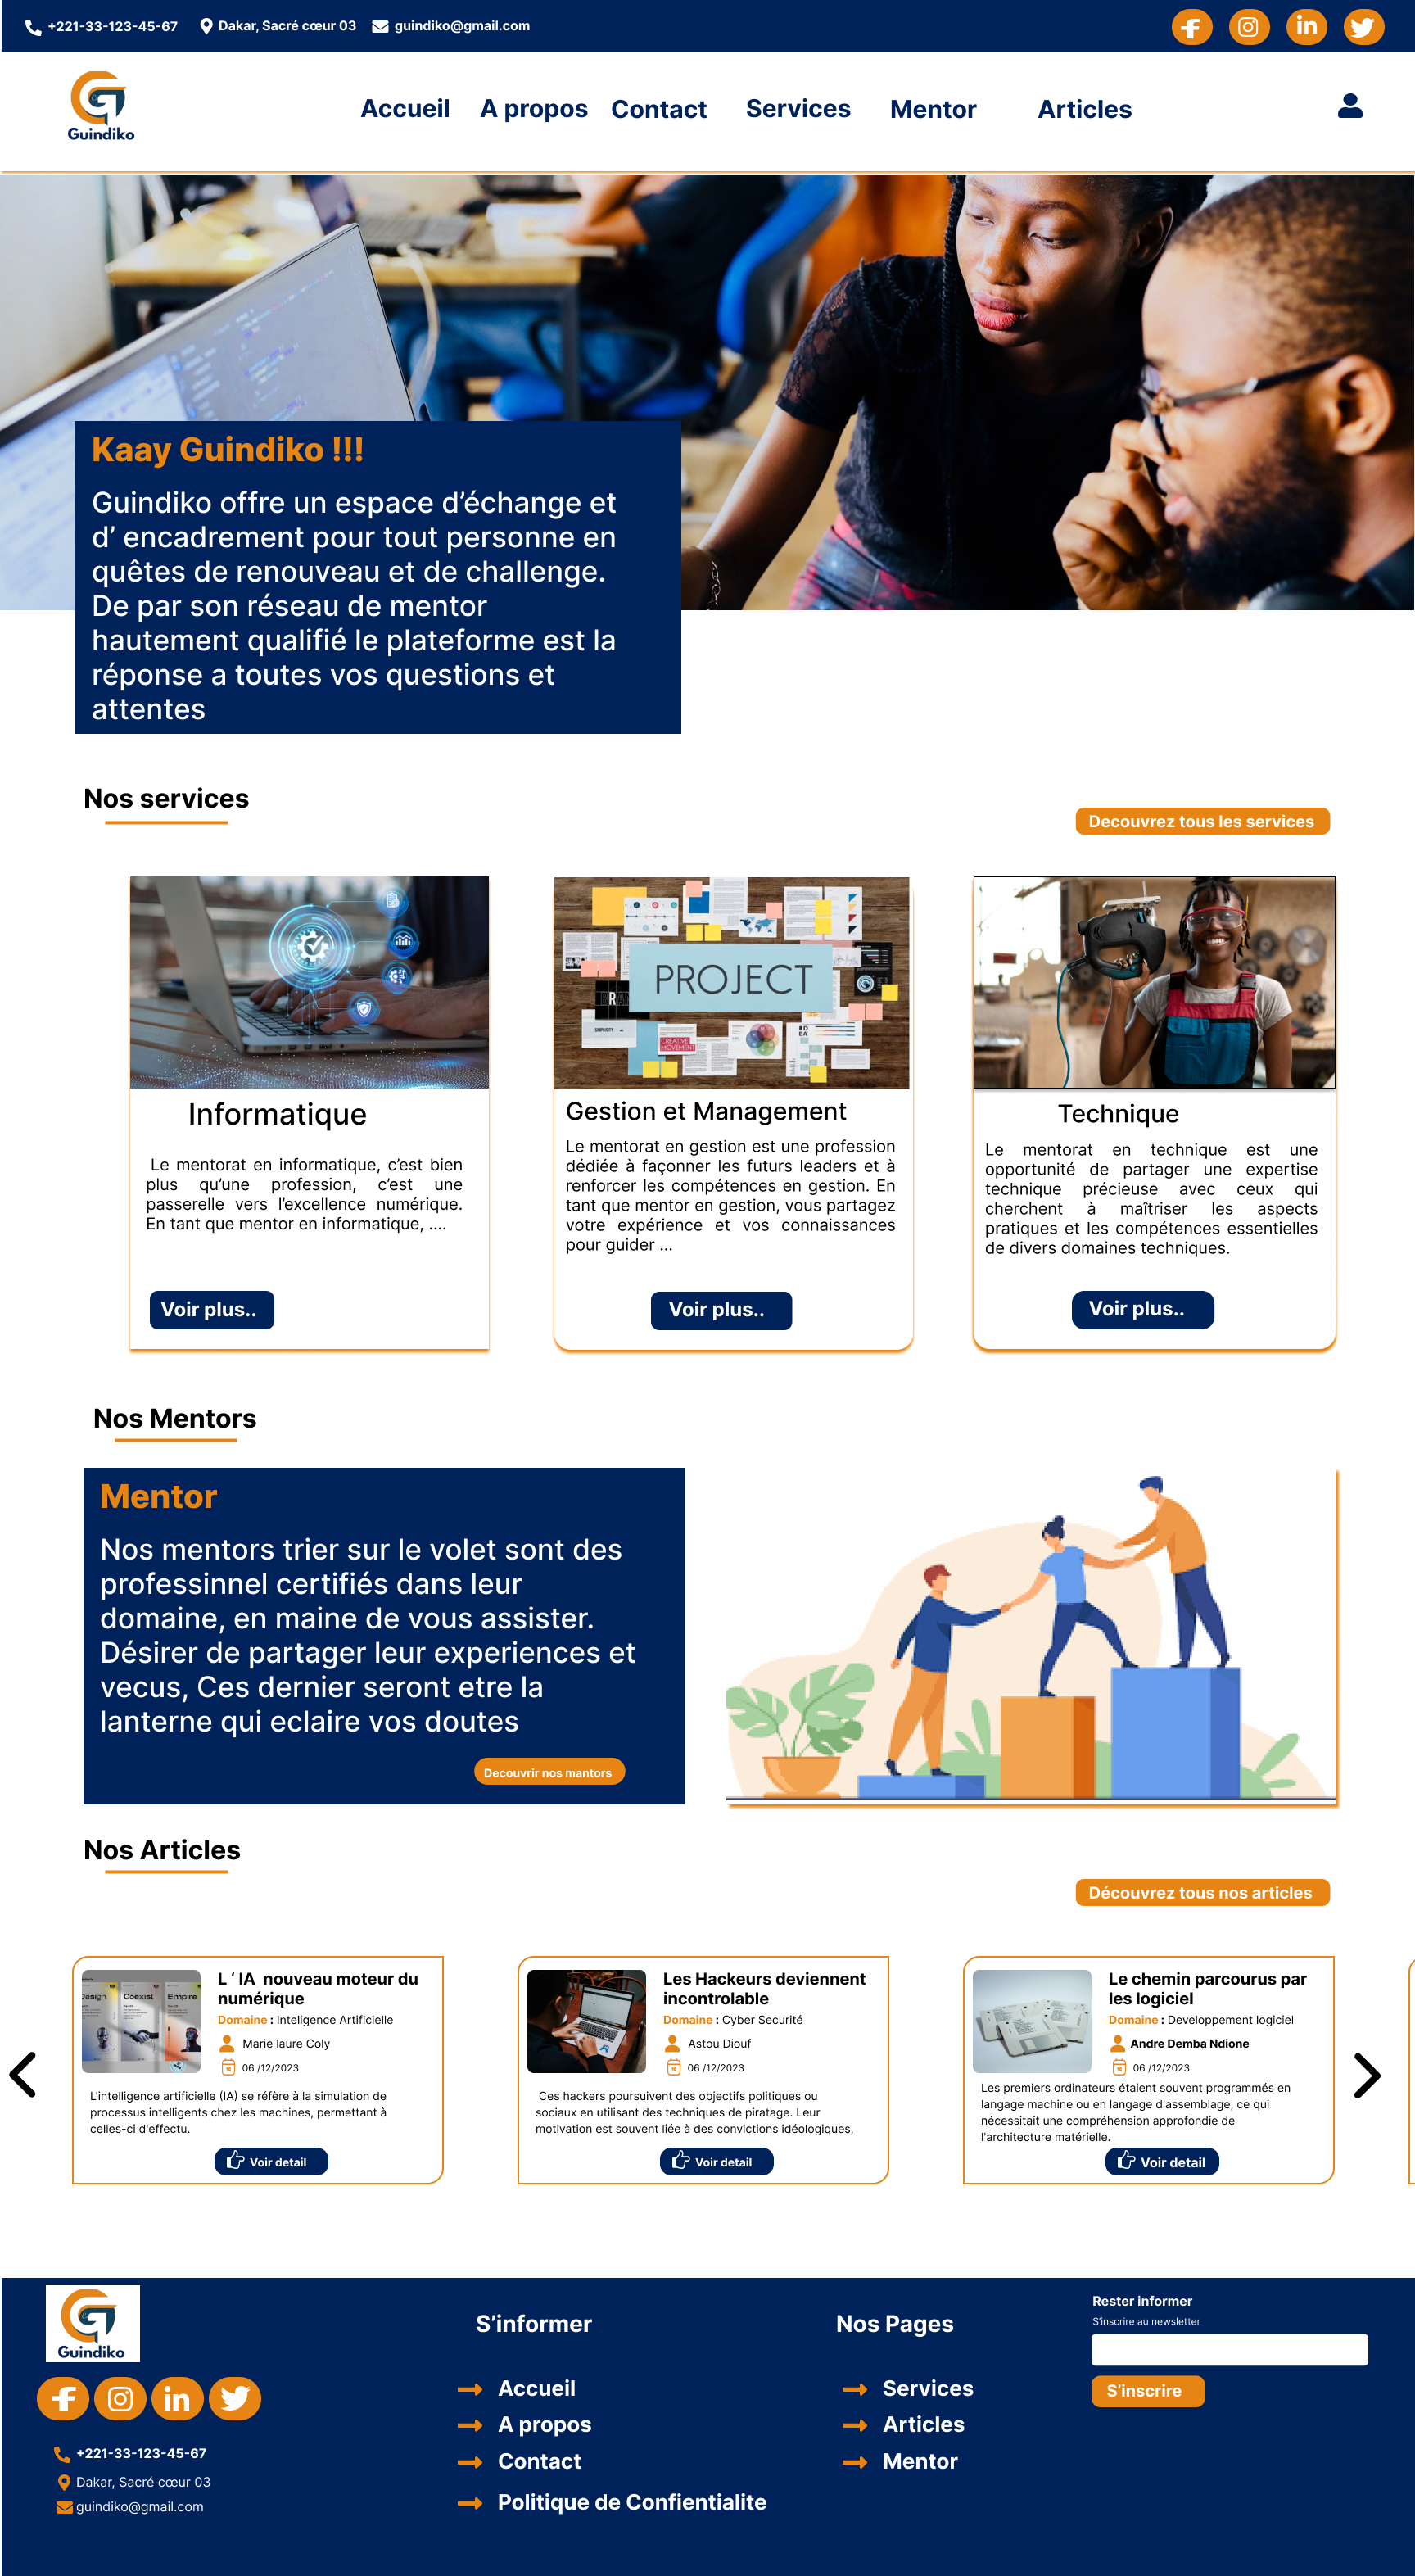 +221-33-123-45-67 Dakar, Sacré cœur 03 guindiko@gmail.com
Guindiko
Accueil A propos Contact Services Mentor Articles
Kaay Guindiko !!!
Guindiko offre un espace d’échange et
d’ encadrement pour tout personne en
quêtes de renouveau et de challenge.
De par son réseau de mentor
hautement qualifié le plateforme est la
réponse a toutes vos questions et
attentes
Nos services
Decouvrez tous les services
PROJECT
Informatique
Le mentorat en informatique, c’est bien
plus qu’une profession, c’est une
passerelle vers l’excellence numérique.
En tant que mentor en informatique, ....
Voir plus..
Gestion et Management
Le mentorat en gestion est une profession
dédiée à façonner les futurs leaders et à
renforcer les compétences en gestion. En
tant que mentor en gestion, vous partagez
votre expérience et vos connaissances
pour guider ...
Voir plus..
Technique
Le mentorat en technique est une
opportunité de partager une expertise
technique précieuse avec ceux qui
cherchent à maîtriser les aspects
pratiques et les compétences essentielles
de divers domaines techniques.
Voir plus..
Nos Mentors
Mentor
Nos mentors trier sur le volet sont des
professinnel certifiés dans leur
domaine, en maine de vous assister.
Désirer de partager leur experiences et
vecus, Ces dernier seront etre la
lanterne qui eclaire vos doutes
Decouvrir nos mantors
Nos Articles
Découvrez tous nos articles
Design Coexist Empire
L ‘ IA nouveau moteur du
numérique
Domaine : Inteligence Artificielle
Marie laure Coly
06 /12/2023
L'intelligence artificielle (IA) se réfère à la simulation de
processus intelligents chez les machines, permettant à
celles-ci d'effectu.
Voir detail
Les Hackeurs deviennent
incontrolable
Domaine : Cyber Securité
Astou Diouf
06 /12/2023
Ces hackers poursuivent des objectifs politiques ou
sociaux en utilisant des techniques de piratage. Leur
motivation est souvent liée à des convictions idéologiques,
Voir detail
Le chemin parcourus par
les logiciel
Domaine : Developpement logiciel
Andre Demba Ndione
06 /12/2023
Les premiers ordinateurs étaient souvent programmés en
langage machine ou en langage d'assemblage, ce qui
nécessitait une compréhension approfondie de
l'architecture matérielle.
Voir detail
Guindiko
+221-33-123-45-67
Dakar, Sacré cœur 03
guindiko@gmail.com
S’informer
Accueil
A propos
Contact
Politique de Confientialite
Nos Pages
Services
Articles
Mentor
Rester informer
S’inscrire au newsletter
S’inscrire